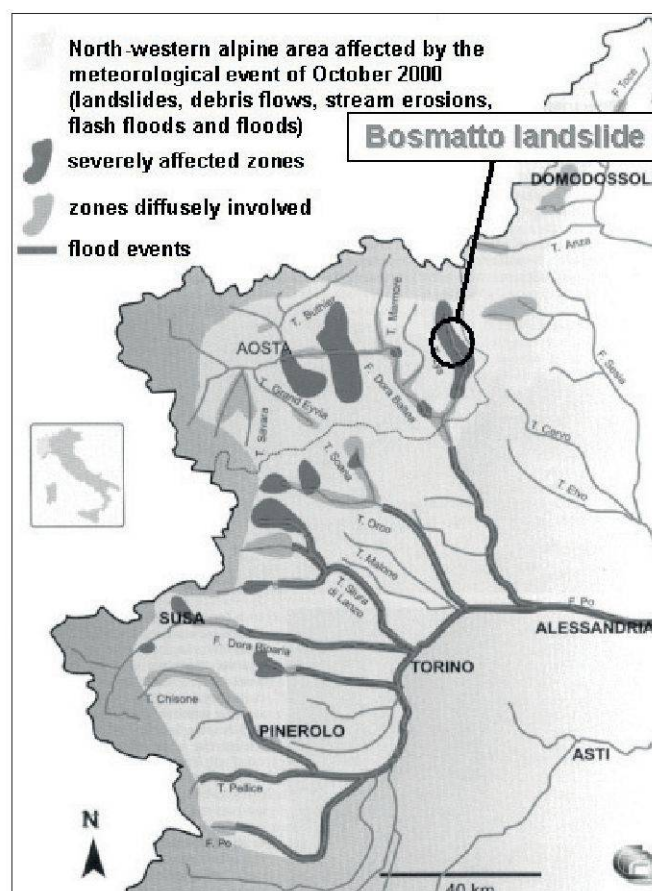 North-western alpine area affected by the
meteorological event of October 2000
(landslides, debris flows, stream erosions,
flash floods and floods)
severely affected zones
zones diffusely involved
flood events
Bosmatto landslide
F. Toce
DOMODOSSOL
T. Anza
T. Buthier
T. Marmore
AOSTA
F. Sesia
T. Grand Eyvia
F. Dora Baltea
T. Savara
T. Cervo
T. Soana
T. Elvo
T. Orco
T. Malone
T. Stura
di Lanzo
SUSA
F. Po
ALESSANDRIA
F. Dora Riparia
TORINO
T. Chisone
PINEROLO
ASTI
T. Pellice
N
F. Po
40 km